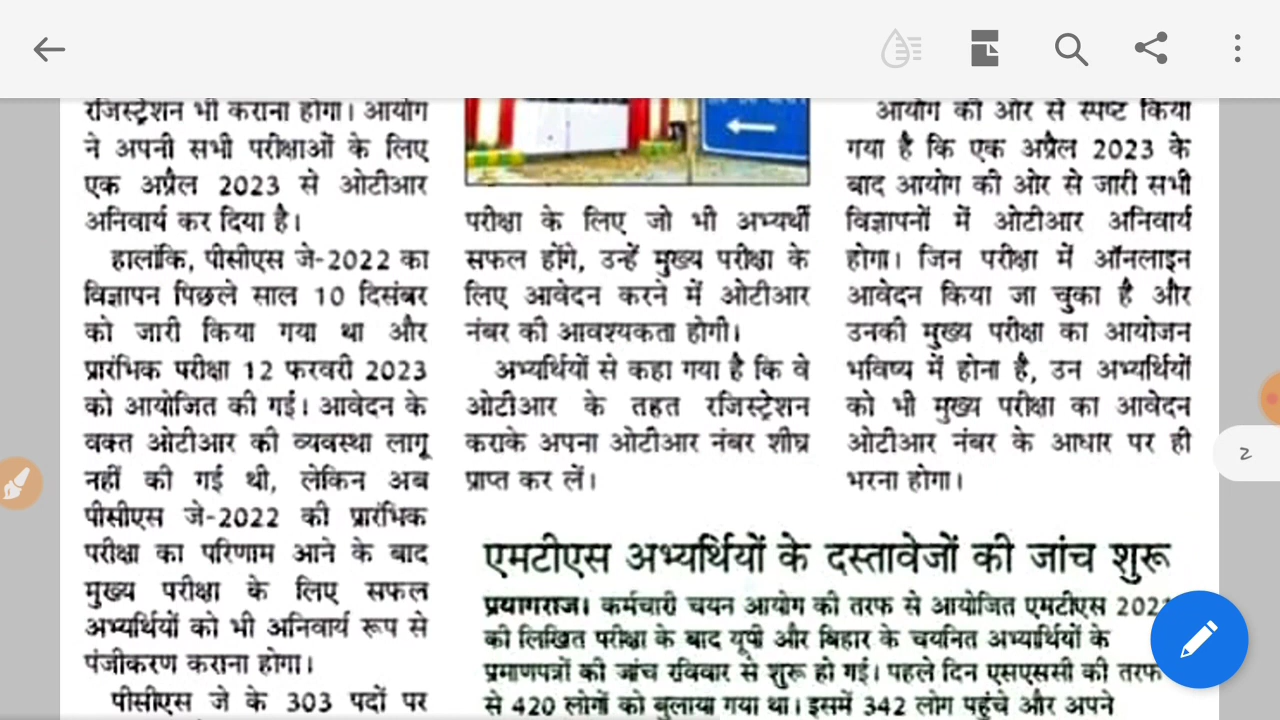 रजिस्ट्रेशन भी कराना होगा। आयोग
ने अपनी सभी परीक्षाओं के लिए
एक अप्रैल 2023 से ओटीआर
अनिवार्य कर दिया है।
हालांकि, पीसीएस जे-2022 का
विज्ञापन पिछले साल 10 दिसंबर
को जारी किया गया था और
प्रारंभिक परीक्षा 12 फरवरी 2023
को आयोजित की गई। आवेदन के
वक्त ओटीआर की व्यवस्था लागू
नहीं की गई थी, लेकिन अब
पीसीएस जे-2022 की प्रारंभिक
परीक्षा का परिणाम आने के बाद
मुख्य परीक्षा के लिए सफल
अभ्यर्थियों को भी अनिवार्य रूप से
पंजीकरण कराना होगा।
पीसीएस जे के 303 पदों पर
परीक्षा के लिए जो भी अभ्यर्थी
सफल होंगे, उन्हें मुख्य परीक्षा के
लिए आवेदन करने में ओटीआर
नंबर की आवश्यकता होगी।
अभ्यर्थियों से कहा गया है कि वे
ओटीआर के तहत रजिस्ट्रेशन
कराके अपना ओटीआर नंबर शीघ्र
प्राप्त कर लें।
आयोग की ओर से स्पष्ट किया
गया है कि एक अप्रैल 2023 के
बाद आयोग की ओर से जारी सभी
विज्ञापनों में ओटीआर अनिवार्य
होगा। जिन परीक्षा में ऑनलाइन
आवेदन किया जा चुका है और
उनकी मुख्य परीक्षा का आयोजन
भविष्य में होना है, उन अभ्यर्थियों
को भी मुख्य परीक्षा का आवेदन
ओटीआर नंबर के आधार पर ही
भरना होगा।
2
एमटीएस अभ्यर्थियों के दस्तावेजों की जांच शुरू
प्रयागराज। कर्मचारी चयन आयोग की तरफ से आयोजित एमटीएस 2021
की लिखित परीक्षा के बाद यूपी और बिहार के चयनित अभ्यार्थियों के
प्रमाणपत्रों की जांच रविवार से शुरू हो गई। पहले दिन एसएससी की तरफ
से 420 लोगों को बुलाया गया था। इसमें 342 लोग पहुंचे और अपने